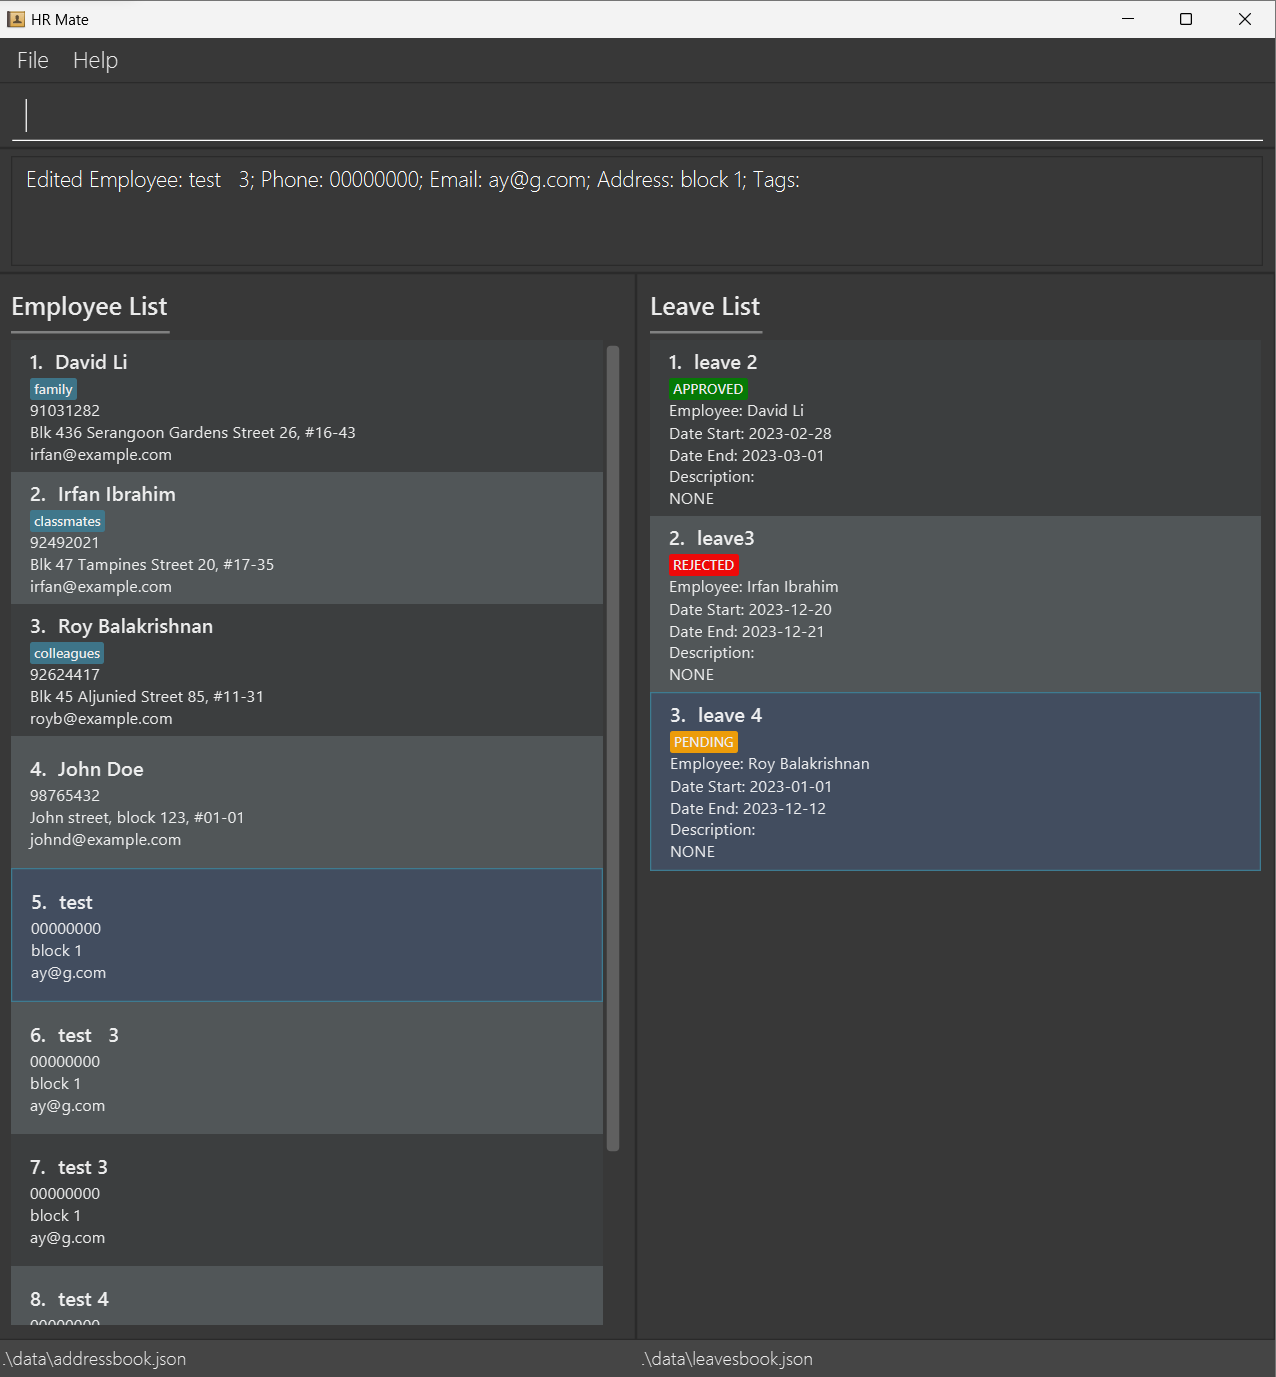 HR Mate
File Help
Edited Employee: test   3; Phone: 00000000; Email: ay@g.com; Address: block 1; Tags:
Employee List
1. David Li
family
91031282
Blk 436 Serangoon Gardens Street 26, #16-43
irfan@example.com
2. Irfan Ibrahim
classmates
92492021
Blk 47 Tampines Street 20, #17-35
irfan@example.com
3. Roy Balakrishnan
colleagues
92624417
Blk 45 Aljunied Street 85, #11-31
royb@example.com
4. John Doe
98765432
John street, block 123, #01-01
johnd@example.com
5. test
00000000
block 1
ay@g.com
6. test   3
00000000
block 1
ay@g.com
7. test 3
00000000
block 1
ay@g.com
8. test 4
00000000
Leave List
1. leave 2
APPROVED
Employee: David Li
Date Start: 2023-02-28
Date End: 2023-03-01
Description:
NONE
2. leave3
REJECTED
Employee: Irfan Ibrahim
Date Start: 2023-12-20
Date End: 2023-12-21
Description:
NONE
3. leave 4
PENDING
Employee: Roy Balakrishnan
Date Start: 2023-01-01
Date End: 2023-12-12
Description:
NONE
.\data\addressbook.json
.\data\leavesbook.json